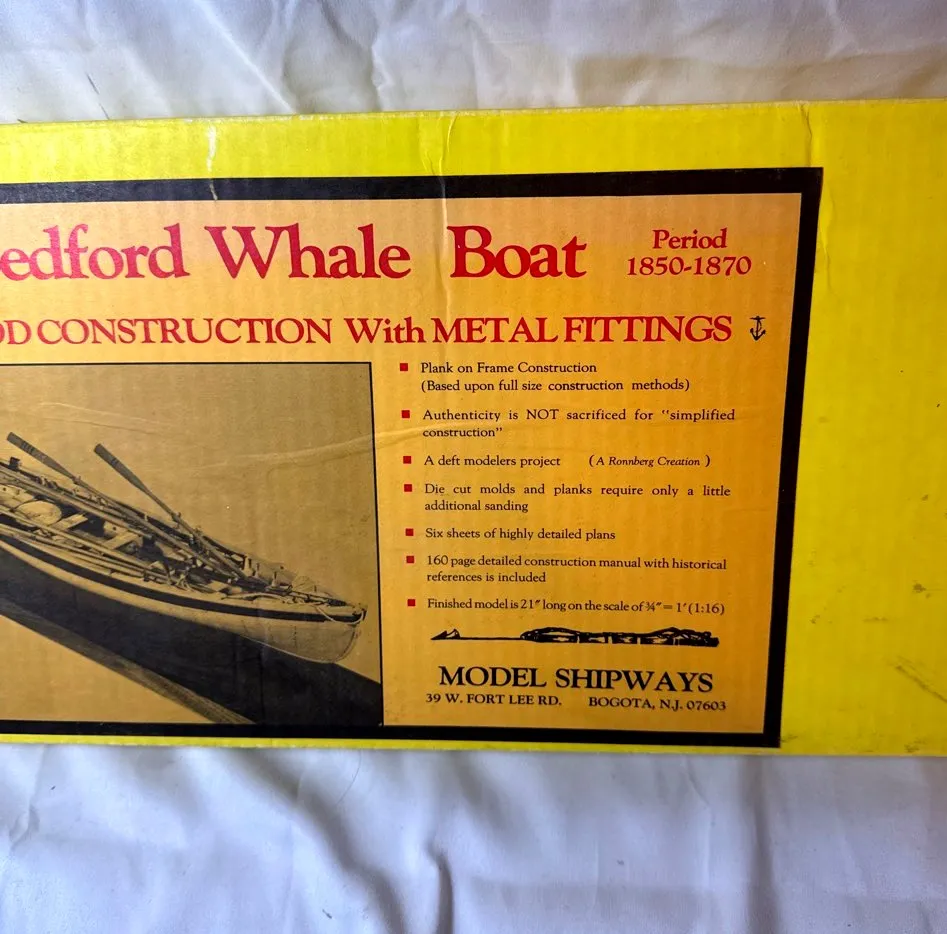 edford Whale Boat
Period
1850-1870
OD CONSTRUCTION With METAL FITTINGS
Plank on Frame Construction
(Based upon full size construction methods)
Authenticity is NOT sacrificed for "simplified
construction"
A deft modelers project (A Ronnberg Creation)
Die cut molds and planks require only a little
additional sanding
Six sheets of highly detailed plans
160 page detailed construction manual with historical
references is included
Finished model is 21" long on the scale of ¾" = 1' (1:16)
MODEL SHIPWAYS
39 W. FORT LEE RD. BOGOTA, N.J. 07603